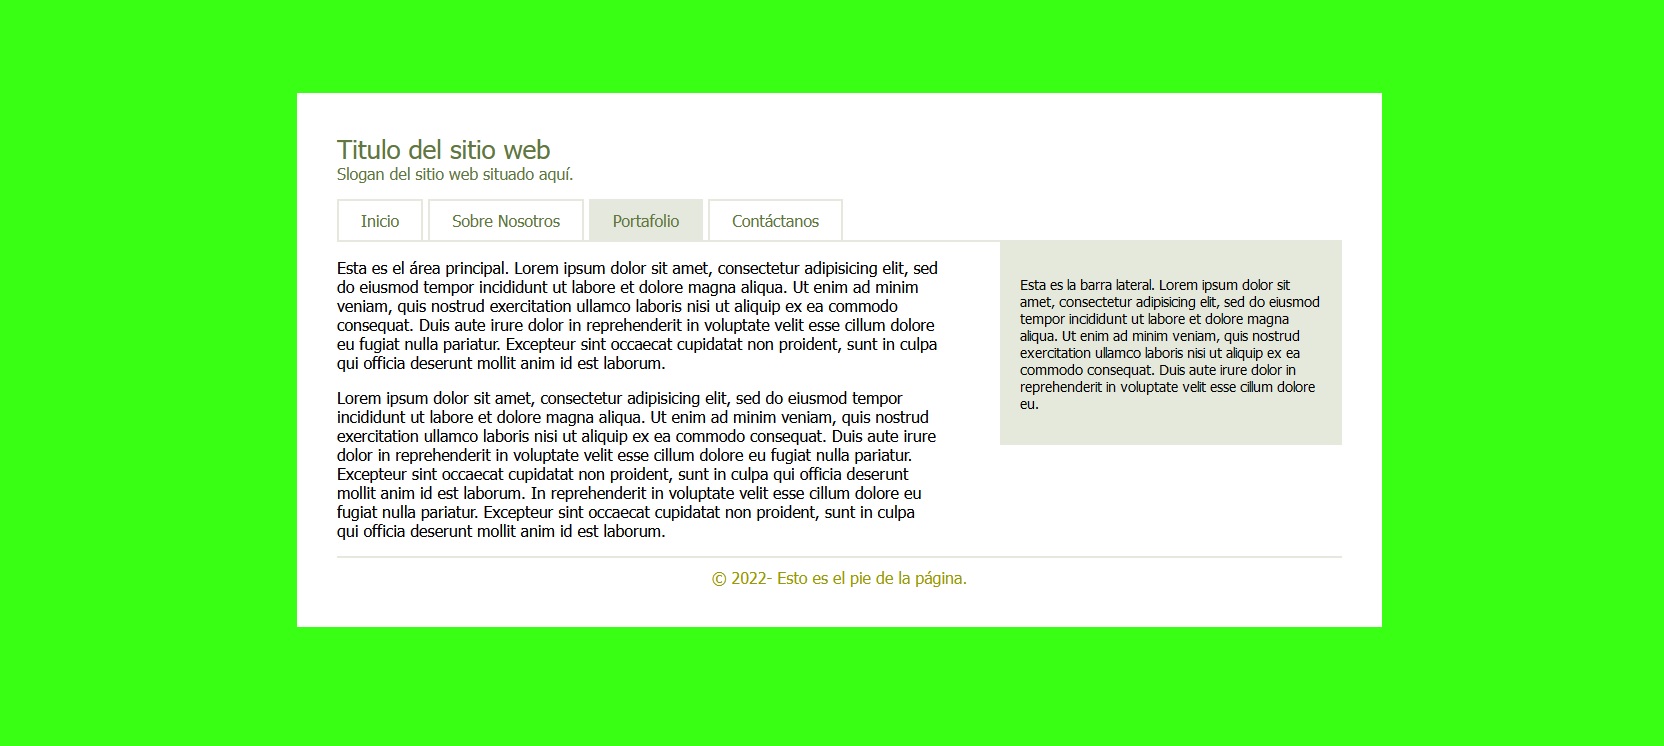 Titulo del sitio web
Slogan del sitio web situado aquí.
Inicio
Sobre Nosotros
Portafolio
Contáctanos
Esta es el área principal. Lorem ipsum dolor sit amet, consectetur adipisicing elit, sed
do eiusmod tempor incididunt ut labore et dolore magna aliqua. Ut enim ad minim
veniam, quis nostrud exercitation ullamco laboris nisi ut aliquip ex ea commodo
consequat. Duis aute irure dolor in reprehenderit in voluptate velit esse cillum dolore
eu fugiat nulla pariatur. Excepteur sint occaecat cupidatat non proident, sunt in culpa
qui officia deserunt mollit anim id est laborum.
Lorem ipsum dolor sit amet, consectetur adipisicing elit, sed do eiusmod tempor
incididunt ut labore et dolore magna aliqua. Ut enim ad minim veniam, quis nostrud
exercitation ullamco laboris nisi ut aliquip ex ea commodo consequat. Duis aute irure
dolor in reprehenderit in voluptate velit esse cillum dolore eu fugiat nulla pariatur.
Excepteur sint occaecat cupidatat non proident, sunt in culpa qui officia deserunt
mollit anim id est laborum. In reprehenderit in voluptate velit esse cillum dolore eu
fugiat nulla pariatur. Excepteur sint occaecat cupidatat non proident, sunt in culpa
qui officia deserunt mollit anim id est laborum.
Esta es la barra lateral. Lorem ipsum dolor sit
amet, consectetur adipisicing elit, sed do eiusmod
tempor incididunt ut labore et dolore magna
aliqua. Ut enim ad minim veniam, quis nostrud
exercitation ullamco laboris nisi ut aliquip ex ea
commodo consequat. Duis aute irure dolor in
reprehenderit in voluptate velit esse cillum dolore
eu.
© 2022- Esto es el pie de la página.